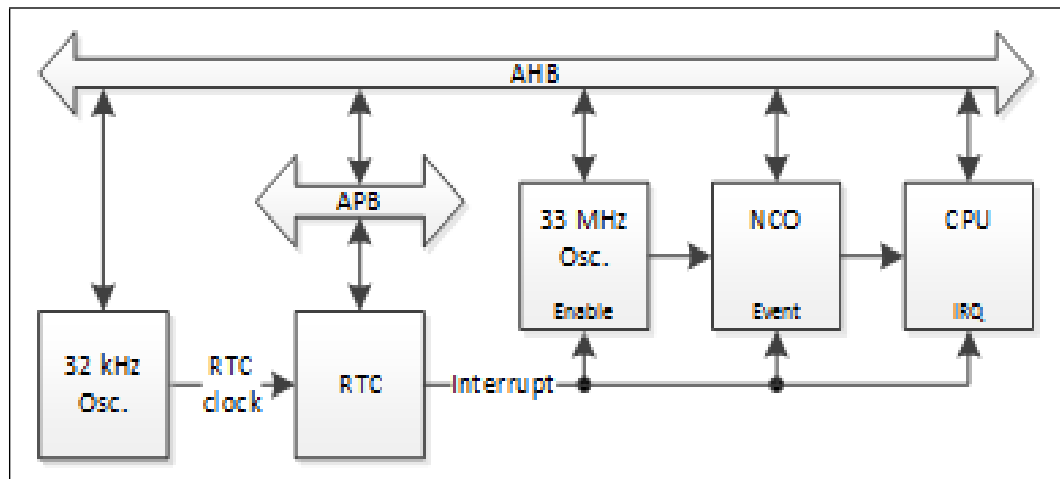 AHB
APB
33 MHz
Osc.
Enable
NCO
Event
CPU
IRQ
32 kHz
Osc.
RTC
clock
RTC
Interrupt